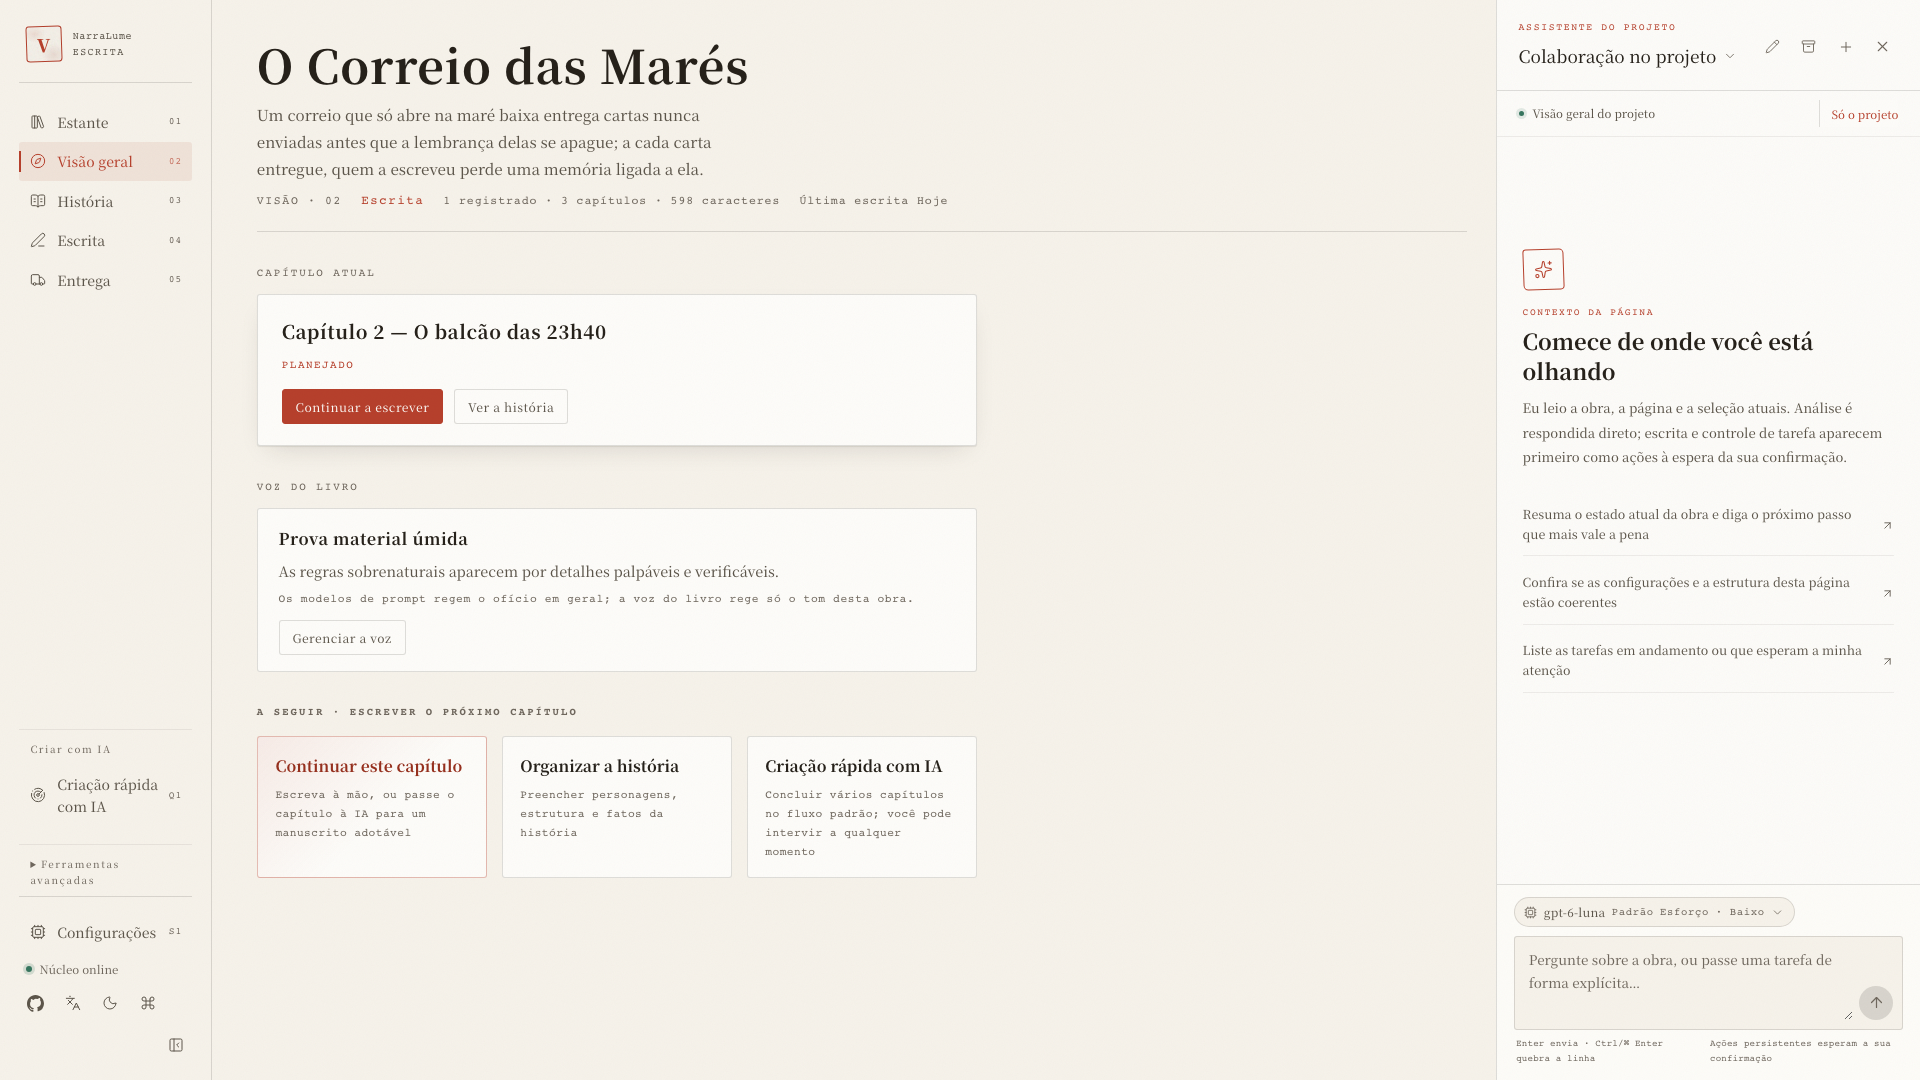 V
NarraLume
ESCRITA
Estante 01
Visão geral 02
História 03
Escrita 04
Entrega 05
Criar com IA
Criação rápida
com IA
Q1
Ferramentas
avançadas
Configurações S1
Núcleo online
O Correio das Marés
Um correio que só abre na maré baixa entrega cartas nunca
enviadas antes que a lembrança delas se apague; a cada carta
entregue, quem a escreveu perde uma memória ligada a ela.
VISÃO · 02 Escrita 1 registrado · 3 capítulos · 598 caracteres Última escrita Hoje
CAPÍTULO ATUAL
Capítulo 2 — O balcão das 23h40
PLANEJADO
Continuar a escrever
Ver a história
VOZ DO LIVRO
Prova material úmida
As regras sobrenaturais aparecem por detalhes palpáveis e verificáveis.
Os modelos de prompt regem o ofício em geral; a voz do livro rege só o tom desta obra.
Gerenciar a voz
A SEGUIR · ESCREVER O PRÓXIMO CAPÍTULO
Continuar este capítulo
Escreva à mão, ou passe o
capítulo à IA para um
manuscrito adotável
Organizar a história
Preencher personagens,
estrutura e fatos da
história
Criação rápida com IA
Concluir vários capítulos
no fluxo padrão; você pode
intervir a qualquer
momento
ASSISTENTE DO PROJETO
Colaboração no projeto
Visão geral do projeto
Só o projeto
CONTEXTO DA PÁGINA
Comece de onde você está
olhando
Eu leio a obra, a página e a seleção atuais. Análise é
respondida direto; escrita e controle de tarefa aparecem
primeiro como ações à espera da sua confirmação.
Resuma o estado atual da obra e diga o próximo passo
que mais vale a pena
Confira se as configurações e a estrutura desta página
estão coerentes
Liste as tarefas em andamento ou que esperam a minha
atenção
gpt-6-luna Padrão Esforço · Baixo
Pergunte sobre a obra, ou passe uma tarefa de
forma explícita…
Enter envia · Ctrl/⌘ Enter
quebra a linha
Ações persistentes esperam a sua
confirmação